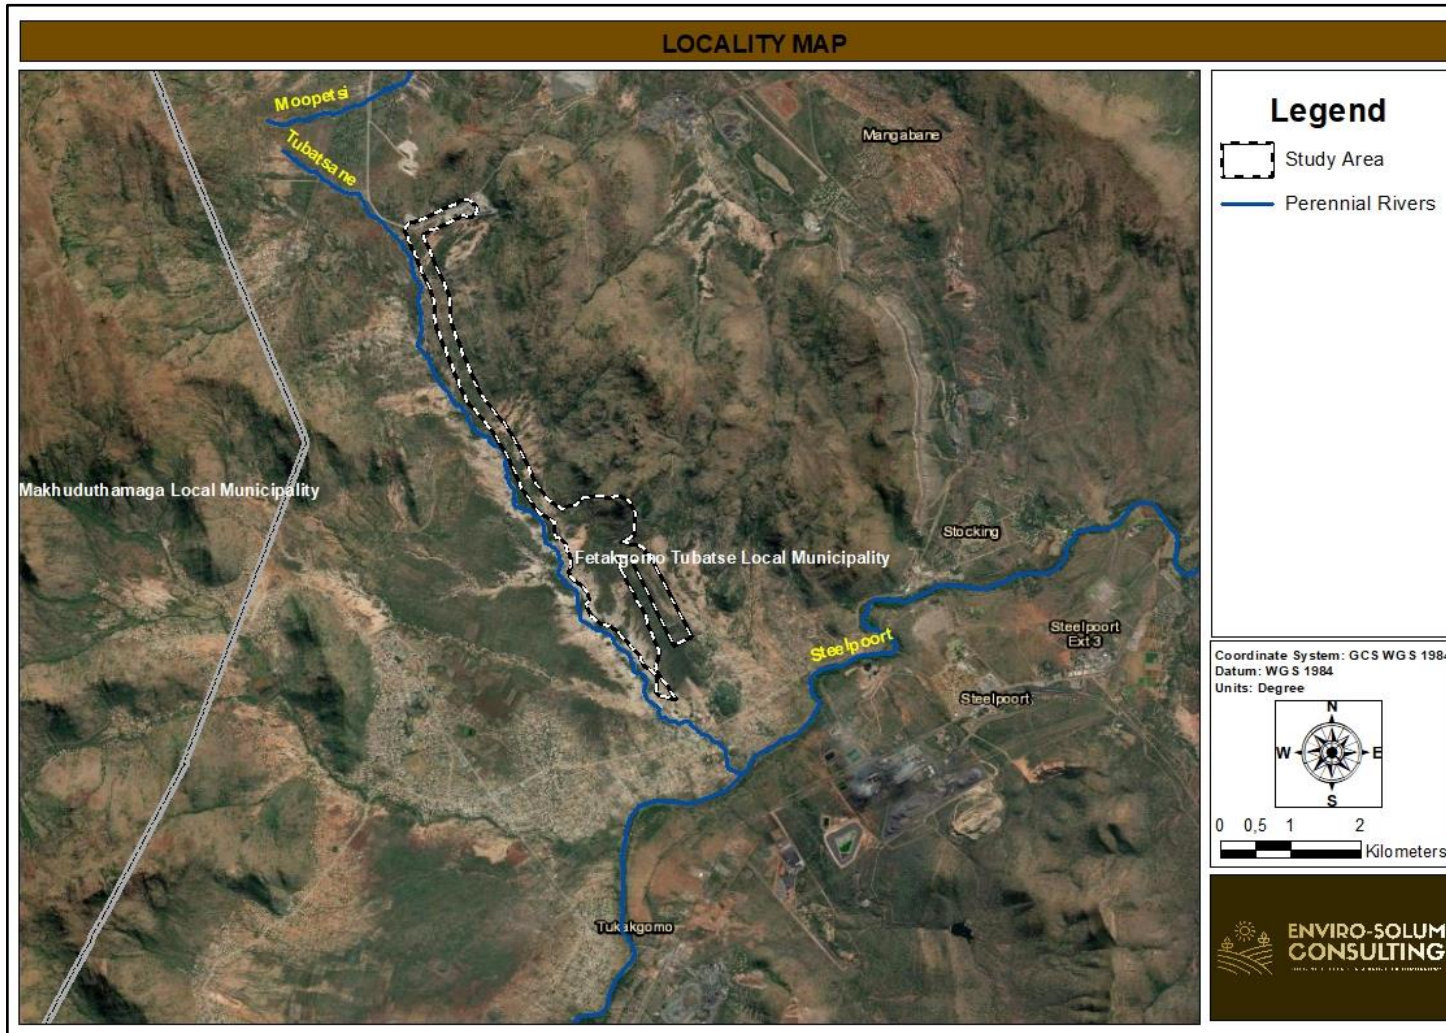 LOCALITY MAP
Moopetsi
Tubatsane
Mangabane
Makhuduthamaga Local Municipality
Stocking
Fetakgomo Tubatse Local Municipality
Steelpoort
Steelpoort
Ext 3
Steelpoort
Tukakgomo
Legend
Study Area
Perennial Rivers
Coordinate System: GCS WGS 1984
Datum: WGS 1984
Units: Degree
N
W
E
S
0 0,5 1 2
Kilometers
ENVIRO-SOLUM
CONSULTING